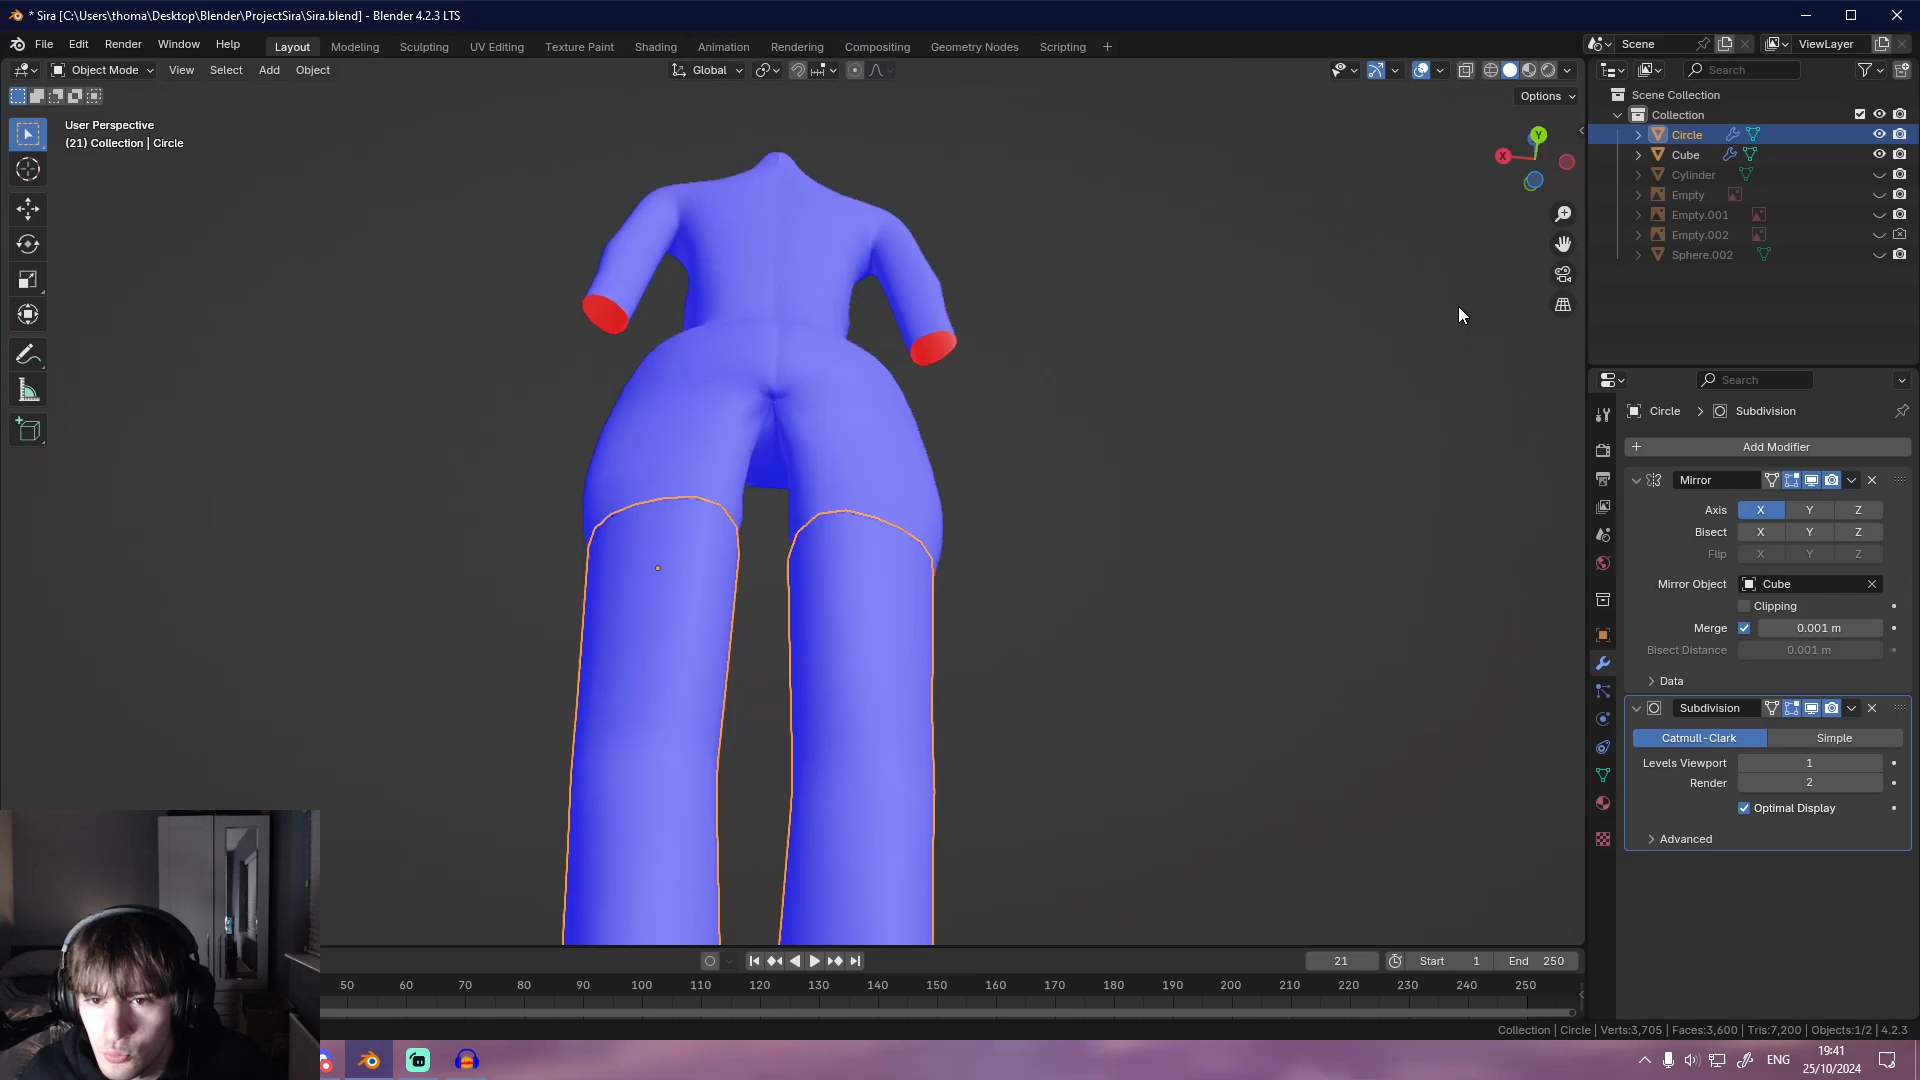 * Sira [C:\Users\thoma\Desktop\Blender\ProjectSira\Sira.blend] - Blender 4.2.3 LTS
File Edit Render Window Help Layout Modeling Sculpting UV Editing Texture Paint Shading Animation Rendering Compositing Geometry Nodes Scripting + Scene ViewLayer
Object Mode View Select Add Object Global Search
Options
User Perspective
(21) Collection | Circle
Y
X
Scene Collection
Collection
Circle
Cube
Cylinder
Empty
Empty.001
Empty.002
Sphere.002
Search
Circle > Subdivision
+ Add Modifier
Mirror
Axis X Y Z
Bisect X Y Z
Flip X Y Z
Mirror Object Cube
Clipping
Merge 0.001 m
Bisect Distance 0.001 m
Data
Subdivision
Catmull-Clark Simple
Levels Viewport 1
Render 2
Optimal Display
Advanced
21 Start 1 End 250
50 60 70 80 90 100 110 120 130 140 150 160 170 180 190 200 210 220 230 240 250
Collection | Circle | Verts:3,705 | Faces:3,600 | Tris:7,200 | Objects:1/2 | 4.2.3
ENG
19:41
25/10/2024